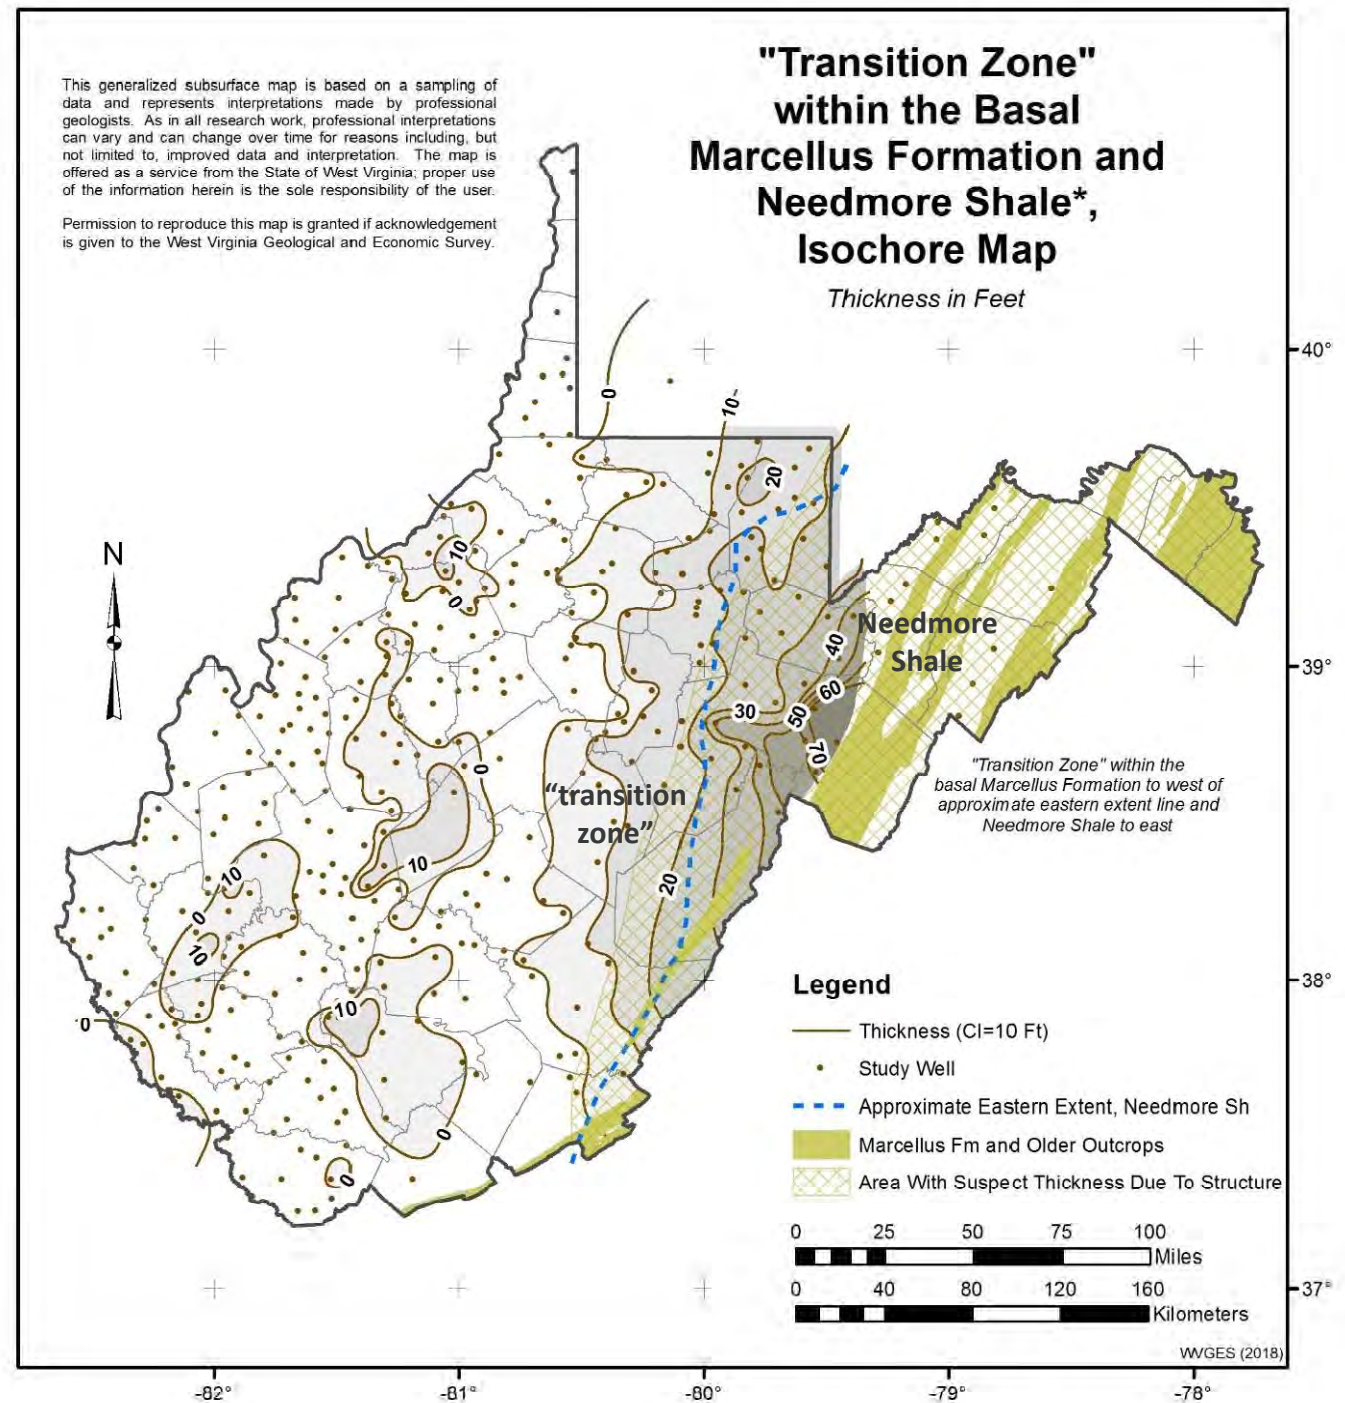 This generalized subsurface map is based on a sampling of
data and represents interpretations made by professional
geologists. As in all research work, professional interpretations
can vary and can change over time for reasons including, but
not limited to, improved data and interpretation. The map is
offered as a service from the State of West Virginia; proper use
of the information herein is the sole responsibility of the user.
Permission to reproduce this map is granted if acknowledgement
is given to the West Virginia Geological and Economic Survey.
"Transition Zone"
within the Basal
Marcellus Formation and
Needmore Shale*,
Isochore Map
Thickness in Feet
40°
0
10
20
N
10
0
Needmore
Shale
40
39°
60
30
50
70
0
"Transition Zone" within the
basal Marcellus Formation to west of
approximate eastern extent line and
Needmore Shale to east
“transition
zone”
10
10
20
0
10
38°
10
0
0
0
Legend
Thickness (CI=10 Ft)
Study Well
Approximate Eastern Extent, Needmore Sh
Marcellus Fm and Older Outcrops
Area With Suspect Thickness Due To Structure
0 25 50 75 100
Miles
0 40 80 120 160
Kilometers
37°
WVGES (2018)
-82° -81° -80° -79° -78°